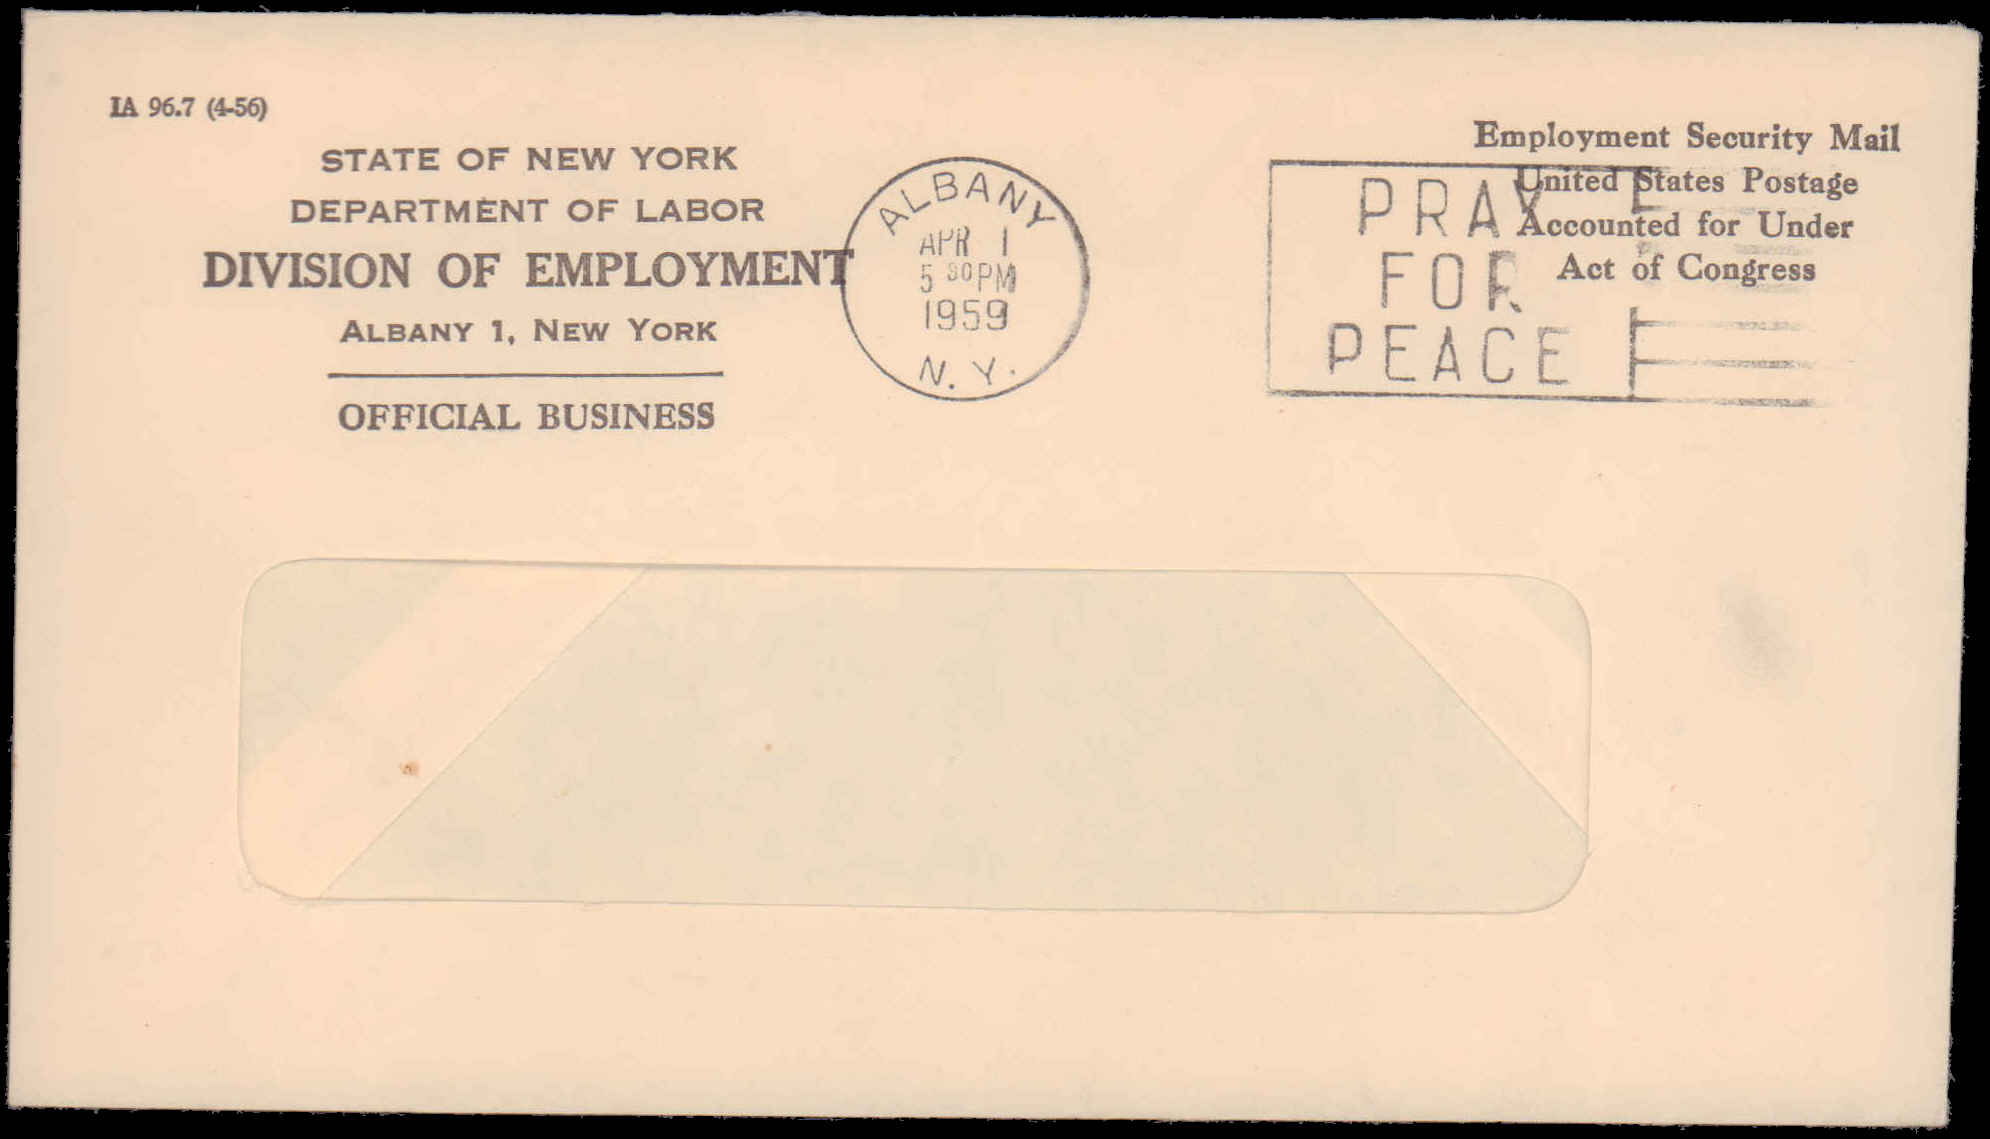 IA 96.7 (4-56)
STATE OF NEW YORK
DEPARTMENT OF LABOR
DIVISION OF EMPLOYMENT
ALBANY 1, NEW YORK
OFFICIAL BUSINESS
ALBANY
APR 1
5 30 PM
1959
N. Y.
Employment Security Mail
United States Postage
Accounted for Under
Act of Congress
PRAY
FOR
PEACE